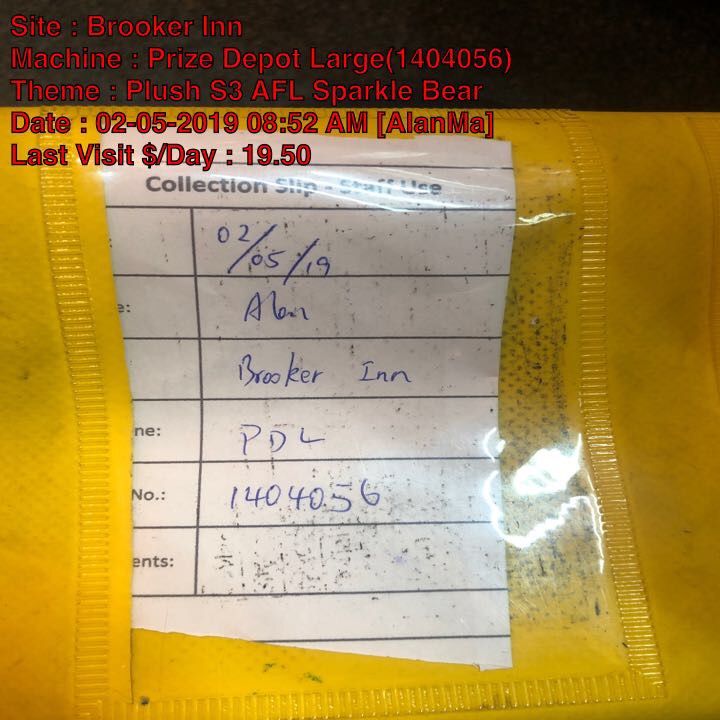 Site : Brooker Inn
Machine : Prize Depot Large(1404056)
Theme : Plush S3 AFL Sparkle Bear
Date : 02-05-2019 08:52 AM [AlanMa]
Last Visit $/Day : 19.50
Collection Slip - Staff Use
: 02/05/19
e: Alan
Brooker Inn
ne: PDL
No.: 1404056
ents: